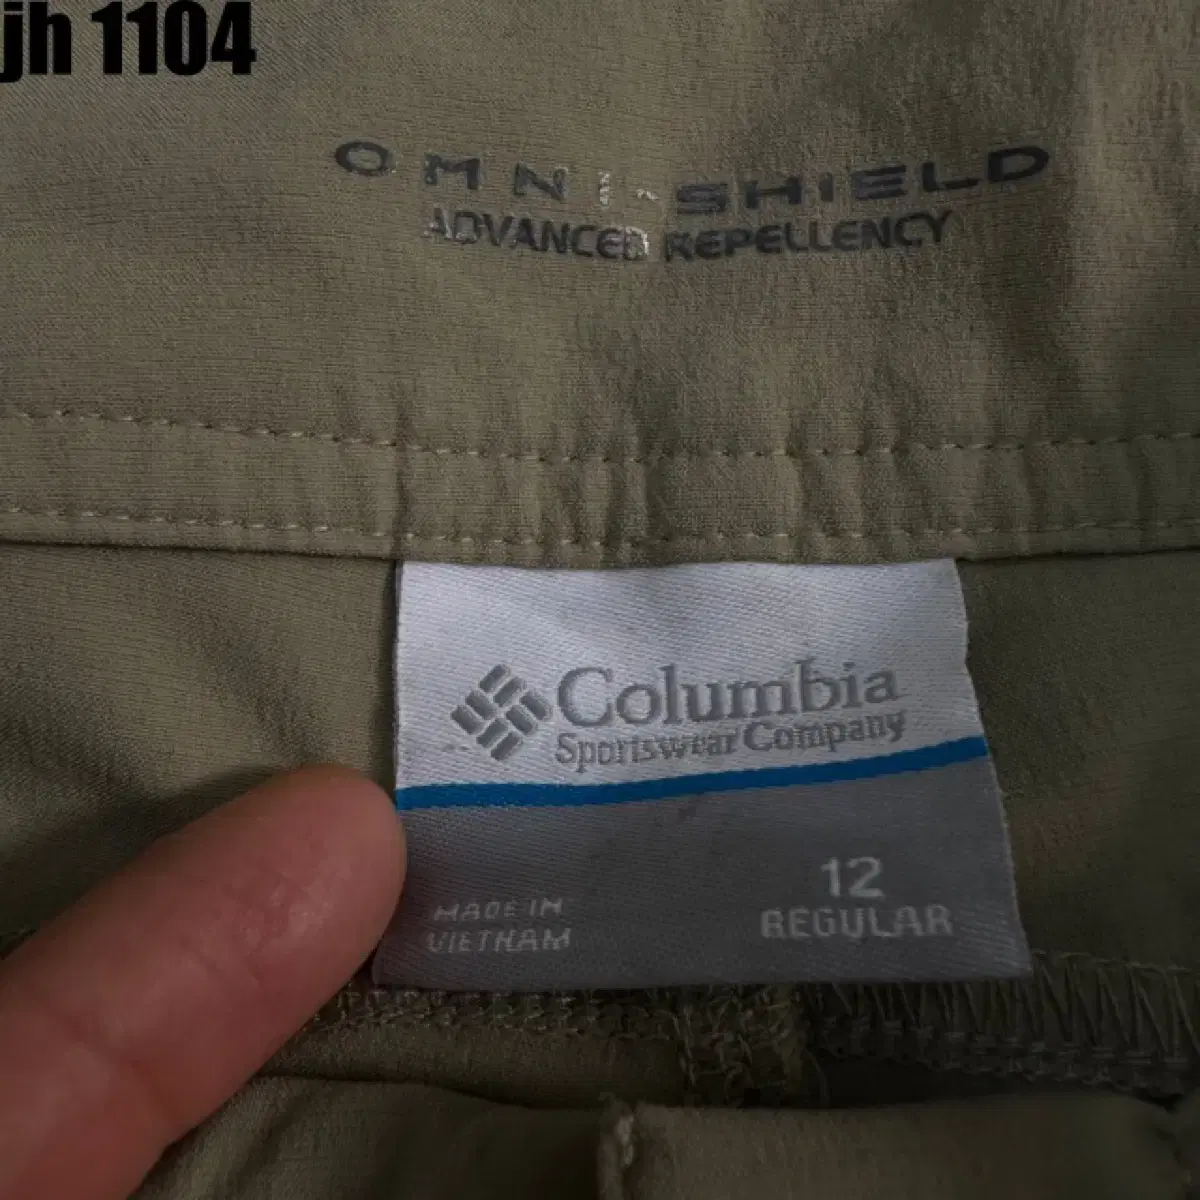 jh 1104
OMNI-SHIELD
ADVANCED REPELLENCY
Columbia
Sportswear Company
12
REGULAR
MADE IN
VIETNAM